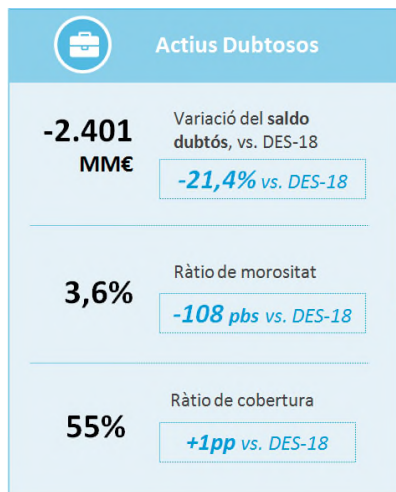 Actius Dubtosos
-2.401
MM€
Variació del saldo
dubtós, vs. DES-18
-21,4% vs. DES-18
3,6%
Ràtio de morositat
-108 pbs vs. DES-18
55%
Ràtio de cobertura
+1pp vs. DES-18